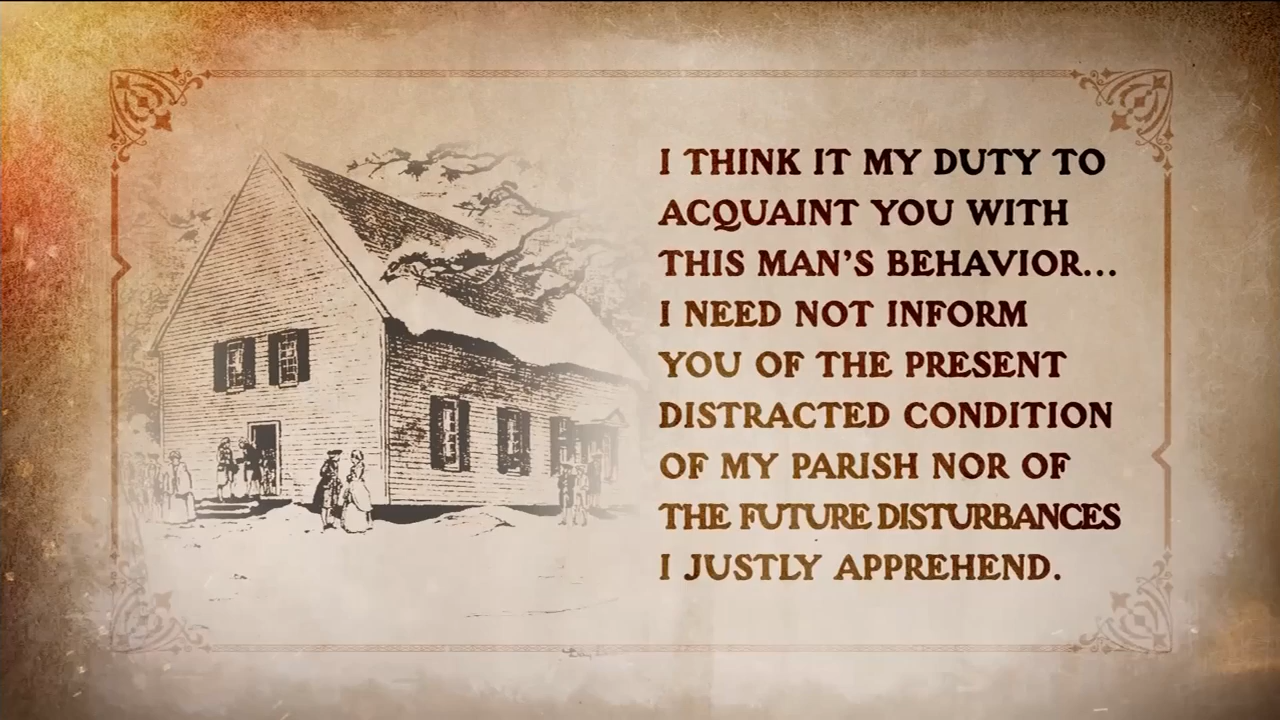 I THINK IT MY DUTY TO
ACQUAINT YOU WITH
THIS MAN'S BEHAVIOR...
I NEED NOT INFORM
YOU OF THE PRESENT
DISTRACTED CONDITION
OF MY PARISH NOR OF
THE FUTURE DISTURBANCES
I JUSTLY APPREHEND.